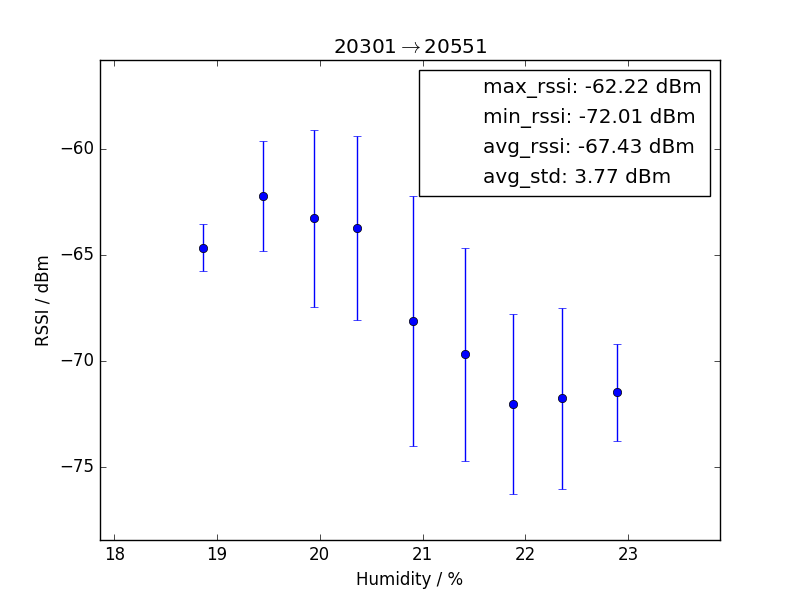 20301→20551
max_rssi: -62.22 dBm
min_rssi: -72.01 dBm
avg_rssi: -67.43 dBm
avg_std: 3.77 dBm
−60
−65
−70
−75
RSSI / dBm
18 19 20 21 22 23
Humidity / %